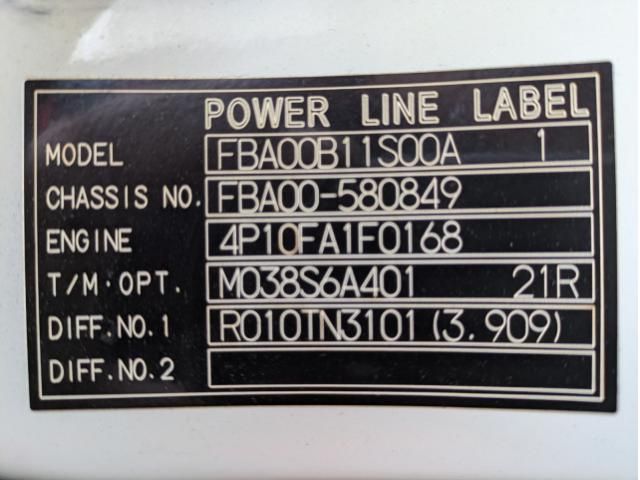 POWER LINE LABEL
MODEL FBA00B11S00A 1
CHASSIS NO. FBA00-580849
ENGINE 4P10FA1F0168
T/M·OPT. M038S6A401 21R
DIFF.NO.1 R010TN3101(3.909)
DIFF.NO.2